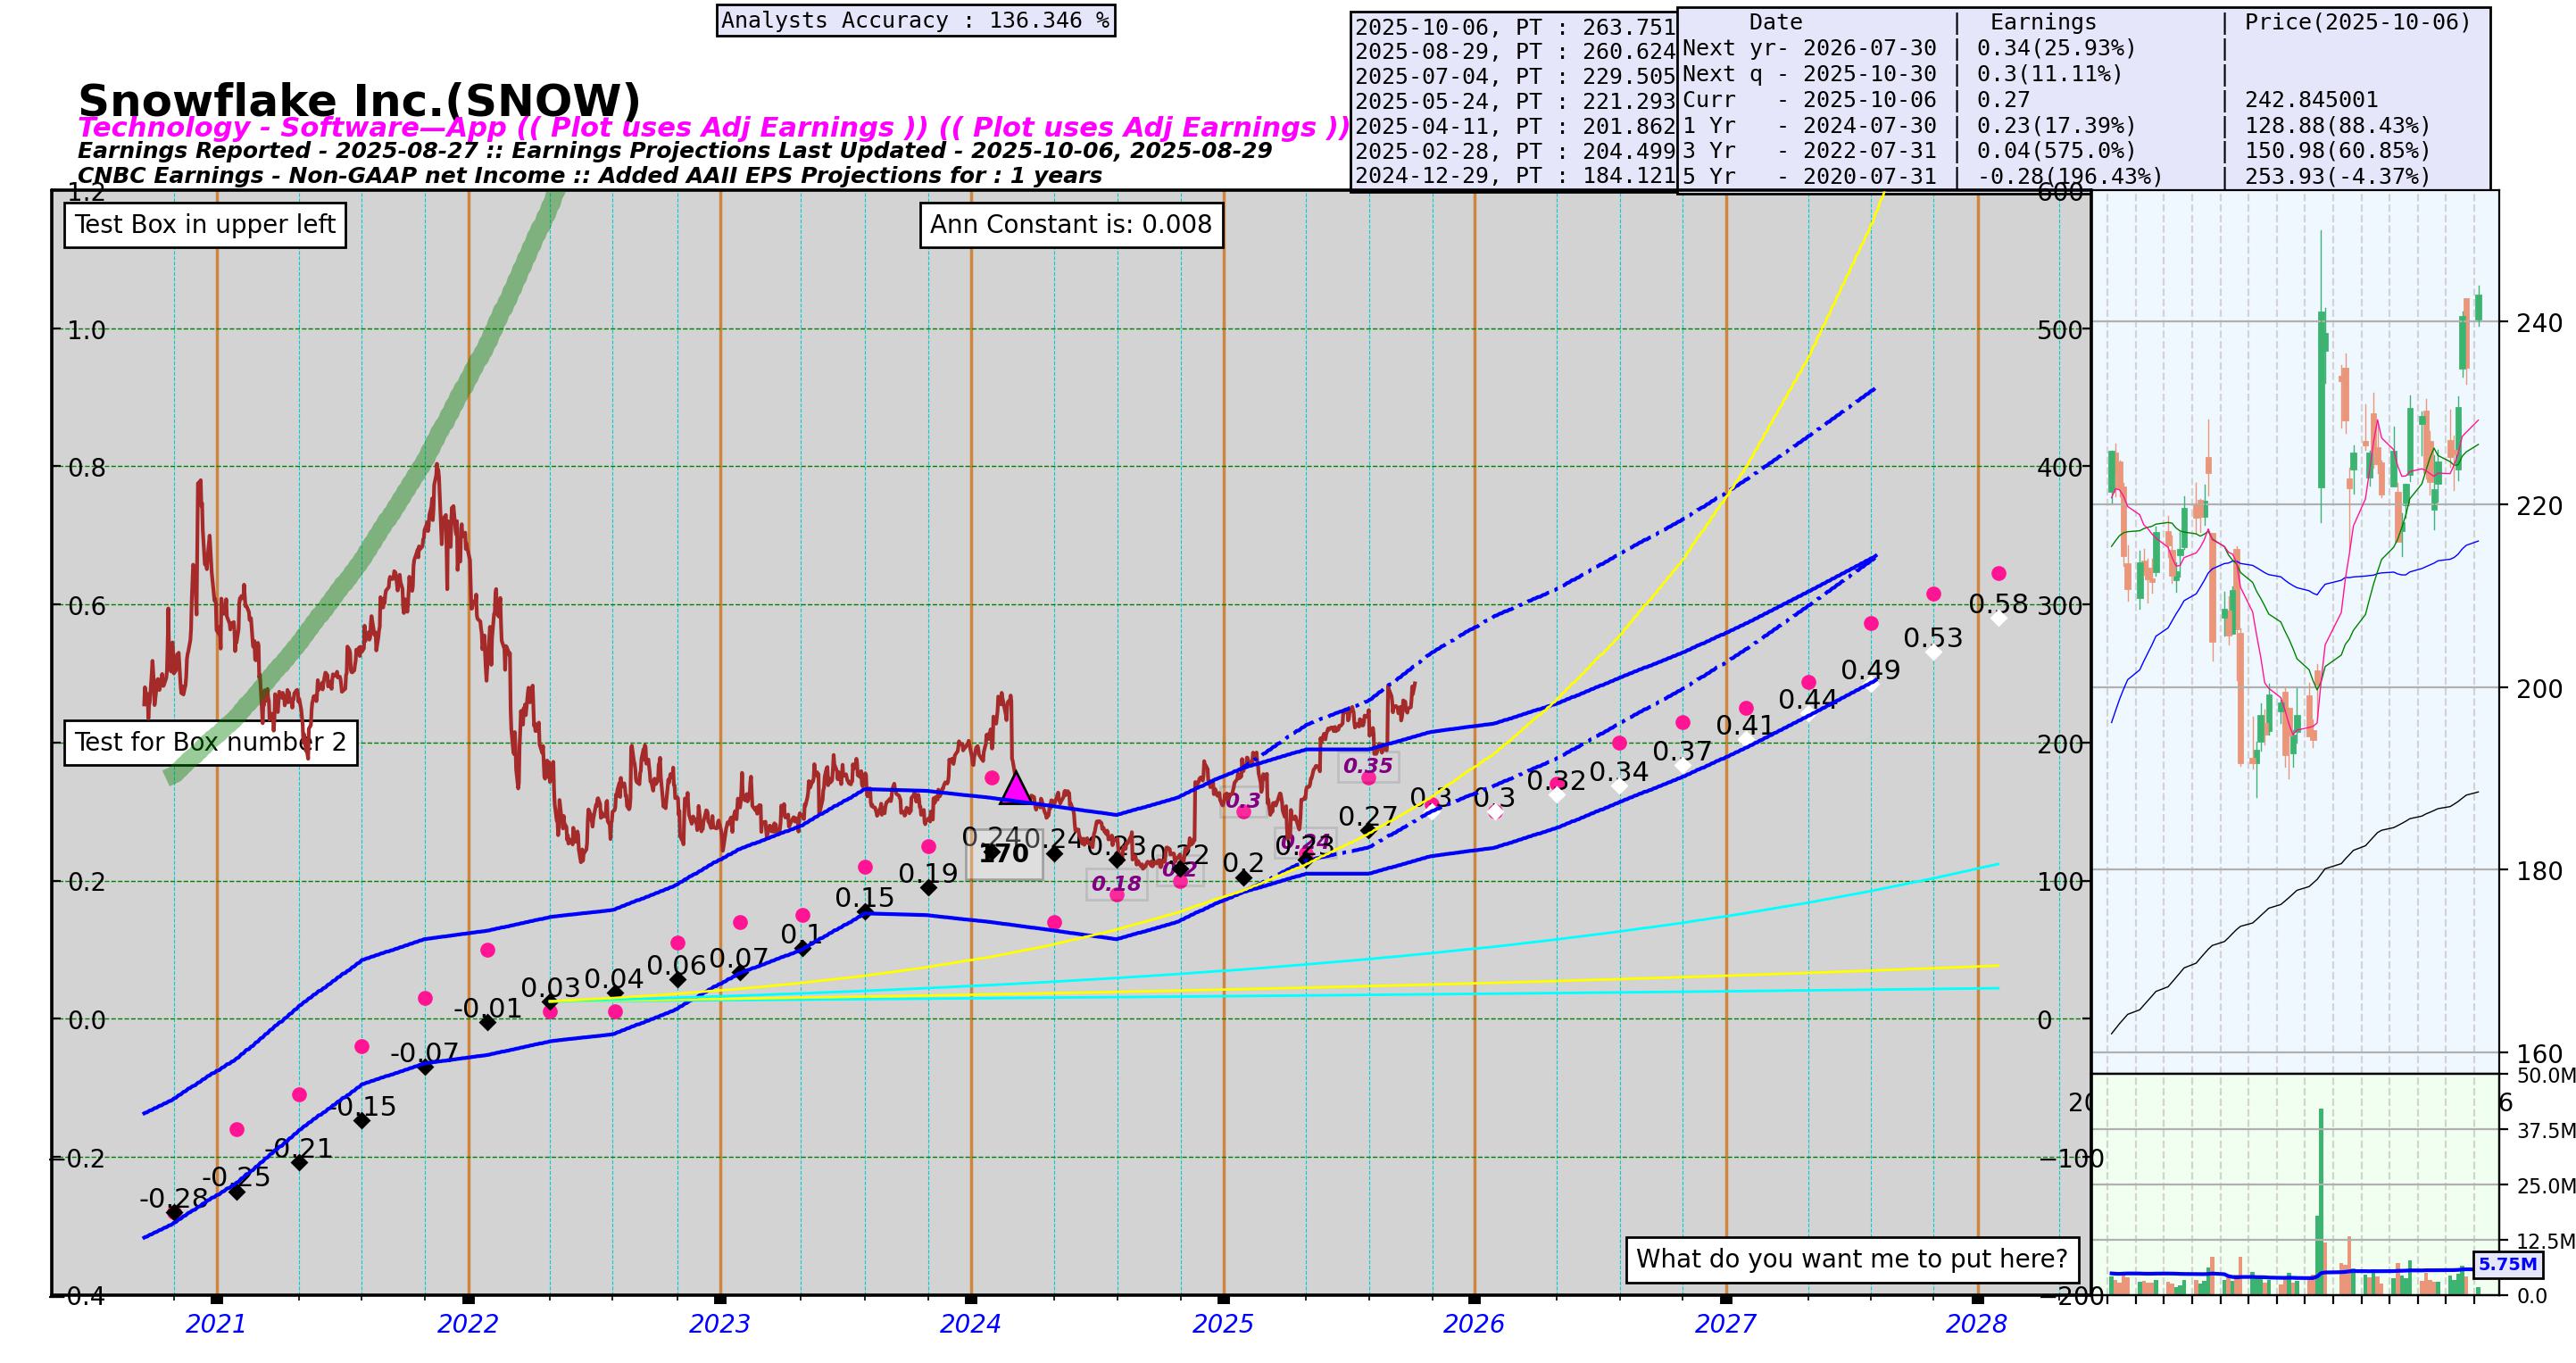 Analysts Accuracy : 136.346 %
Snowflake Inc.(SNOW)
Technology - Software—App (( Plot uses Adj Earnings )) (( Plot uses Adj Earnings ))
Earnings Reported - 2025-08-27 :: Earnings Projections Last Updated - 2025-10-06, 2025-08-29
CNBC Earnings - Non-GAAP net Income :: Added AAII EPS Projections for : 1 years
2025-10-06, PT : 263.751
2025-08-29, PT : 260.624
2025-07-04, PT : 229.505
2025-05-24, PT : 221.293
2025-04-11, PT : 201.862
2025-02-28, PT : 204.499
2024-12-29, PT : 184.121
Date | Earnings | Price(2025-10-06)
Next yr- 2026-07-30 | 0.34(25.93%) |
Next q - 2025-10-30 | 0.3(11.11%) |
Curr - 2025-10-06 | 0.27 | 242.845001
1 Yr - 2024-07-30 | 0.23(17.39%) | 128.88(88.43%)
3 Yr - 2022-07-31 | 0.04(575.0%) | 150.98(60.85%)
5 Yr - 2020-07-31 | -0.28(196.43%) | 253.93(-4.37%)
Test Box in upper left
Ann Constant is: 0.008
Test for Box number 2
What do you want me to put here?
1.2
1.0
0.8
0.6
0.2
0.0
−0.2
−0.4
-0.28
-0.25
-0.21
-0.15
-0.07
-0.01
0.03
0.04
0.06
0.07
0.1
0.15
0.19
0.24
0.24
0.23
0.22
0.2
0.23
0.27
0.3
0.3
0.32
0.34
0.37
0.41
0.44
0.49
0.53
0.58
0.18
0.2
0.3
0.24
0.35
600
500
400
300
200
100
0
−100
−200
240
220
200
180
160
50.0M
37.5M
25.0M
12.5M
5.75M
0.0
2021
2022
2023
2024
2025
2026
2027
2028